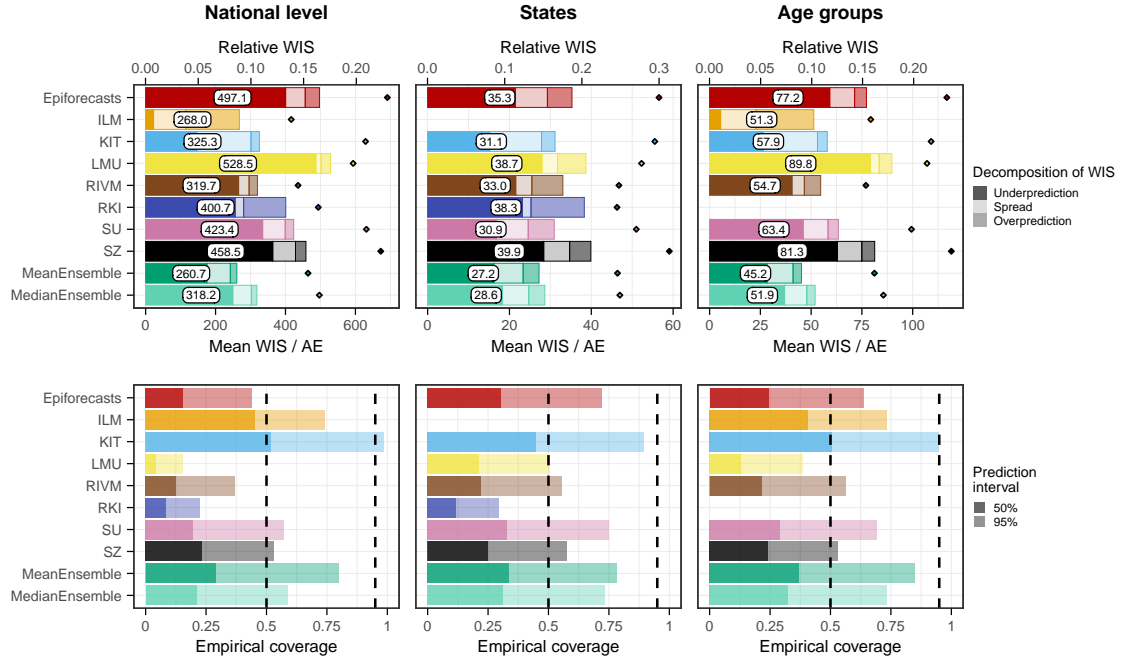 National level
States
Age groups
Relative WIS
Relative WIS
Relative WIS
0.00 0.05 0.10 0.15 0.20
0.0 0.1 0.2 0.3
0.00 0.05 0.10 0.15 0.20
Epiforecasts 497.1 35.3 77.2
ILM 268.0 51.3
KIT 325.3 31.1 57.9
LMU 528.5 38.7 89.8
RIVM 319.7 33.0 54.7
RKI 400.7 38.3
SU 423.4 30.9 63.4
SZ 458.5 39.9 81.3
MeanEnsemble 260.7 27.2 45.2
MedianEnsemble 318.2 28.6 51.9
0 200 400 600
0 20 40 60
0 25 50 75 100
Mean WIS / AE
Mean WIS / AE
Mean WIS / AE
Decomposition of WIS
Underprediction
Spread
Overprediction
Epiforecasts
ILM
KIT
LMU
RIVM
RKI
SU
SZ
MeanEnsemble
MedianEnsemble
0 0.25 0.5 0.75 1
0 0.25 0.5 0.75 1
0 0.25 0.5 0.75 1
Empirical coverage
Empirical coverage
Empirical coverage
Prediction
interval
50%
95%